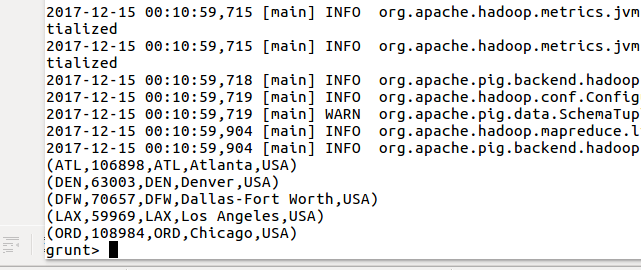 2017-12-15 00:10:59,715 [main] INFO  org.apache.hadoop.metrics.jvm
tialized
2017-12-15 00:10:59,715 [main] INFO  org.apache.hadoop.metrics.jvm
tialized
2017-12-15 00:10:59,718 [main] INFO  org.apache.pig.backend.hadoop
2017-12-15 00:10:59,719 [main] INFO  org.apache.hadoop.conf.Config
2017-12-15 00:10:59,719 [main] WARN  org.apache.pig.data.SchemaTup
2017-12-15 00:10:59,904 [main] INFO  org.apache.hadoop.mapreduce.l
2017-12-15 00:10:59,904 [main] INFO  org.apache.pig.backend.hadoop
(ATL,106898,ATL,Atlanta,USA)
(DEN,63003,DEN,Denver,USA)
(DFW,70657,DFW,Dallas-Fort Worth,USA)
(LAX,59969,LAX,Los Angeles,USA)
(ORD,108984,ORD,Chicago,USA)
grunt>